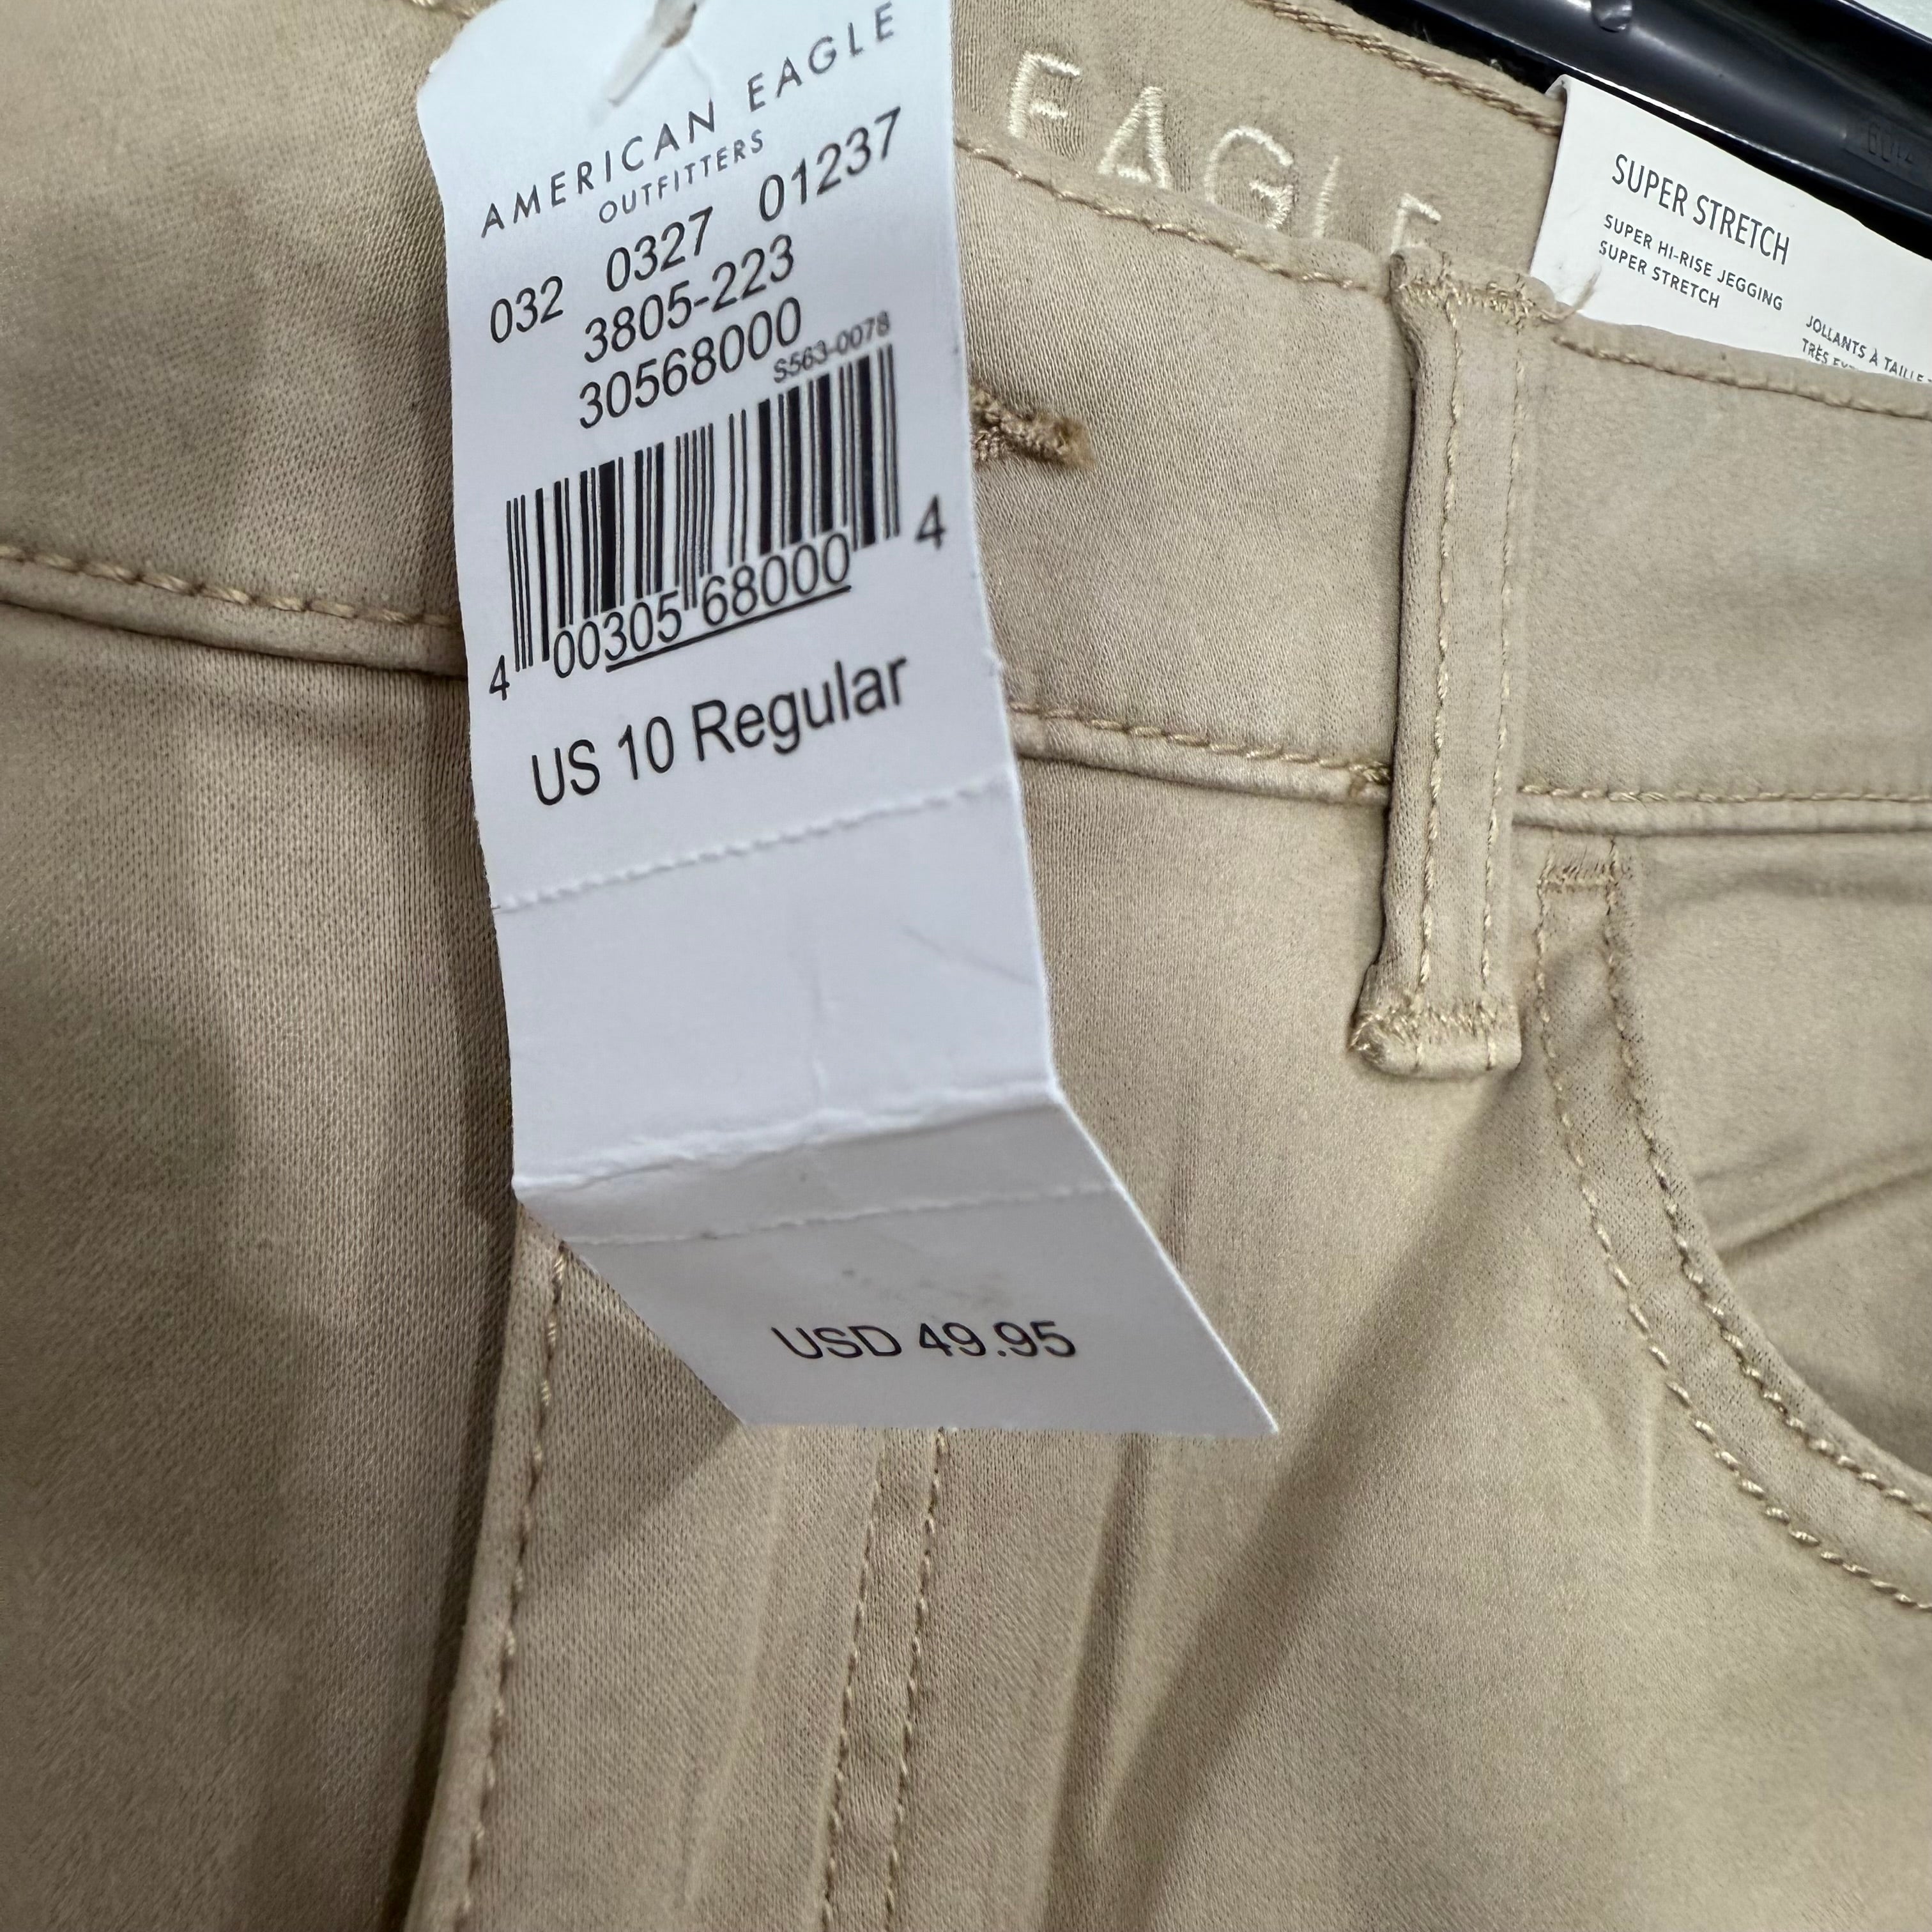 AMERICAN EAGLE
OUTFITTERS
032 0327 01237
3805-223
30568000
S563-0078
4 00305 68000 4
US 10 Regular
USD 49.95
EAGLE
SUPER STRETCH
SUPER HI-RISE JEGGING
SUPER STRETCH
JOLLANTS À TAILLE
TRÈS